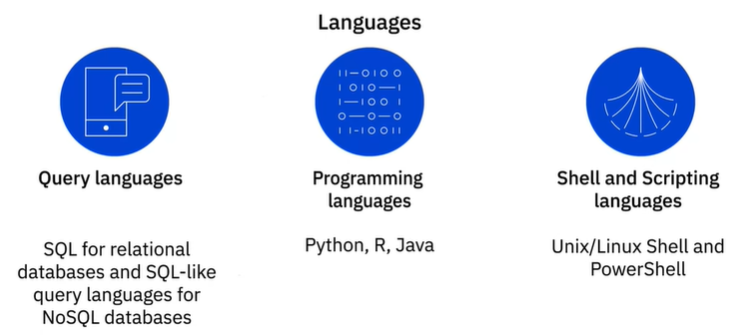 Languages
Query languages
Programming
languages
Shell and Scripting
languages
SQL for relational
databases and SQL-like
query languages for
NoSQL databases
Python, R, Java
Unix/Linux Shell and
PowerShell